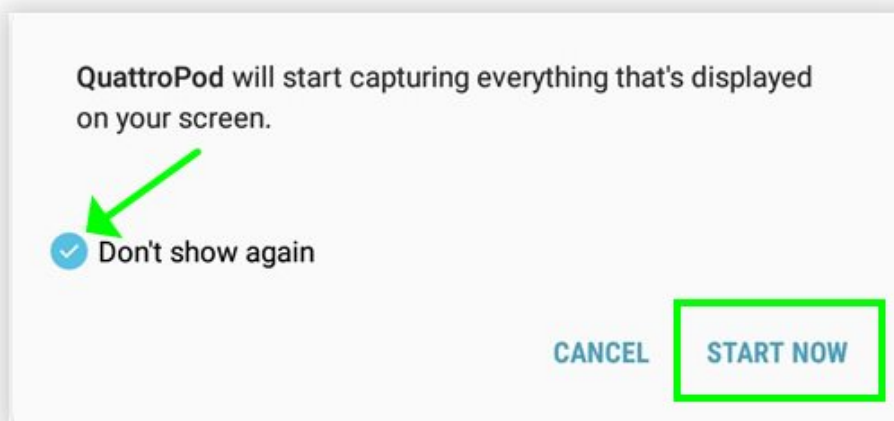 QuattroPod will start capturing everything that's displayed
on your screen.
Don't show again
CANCEL START NOW